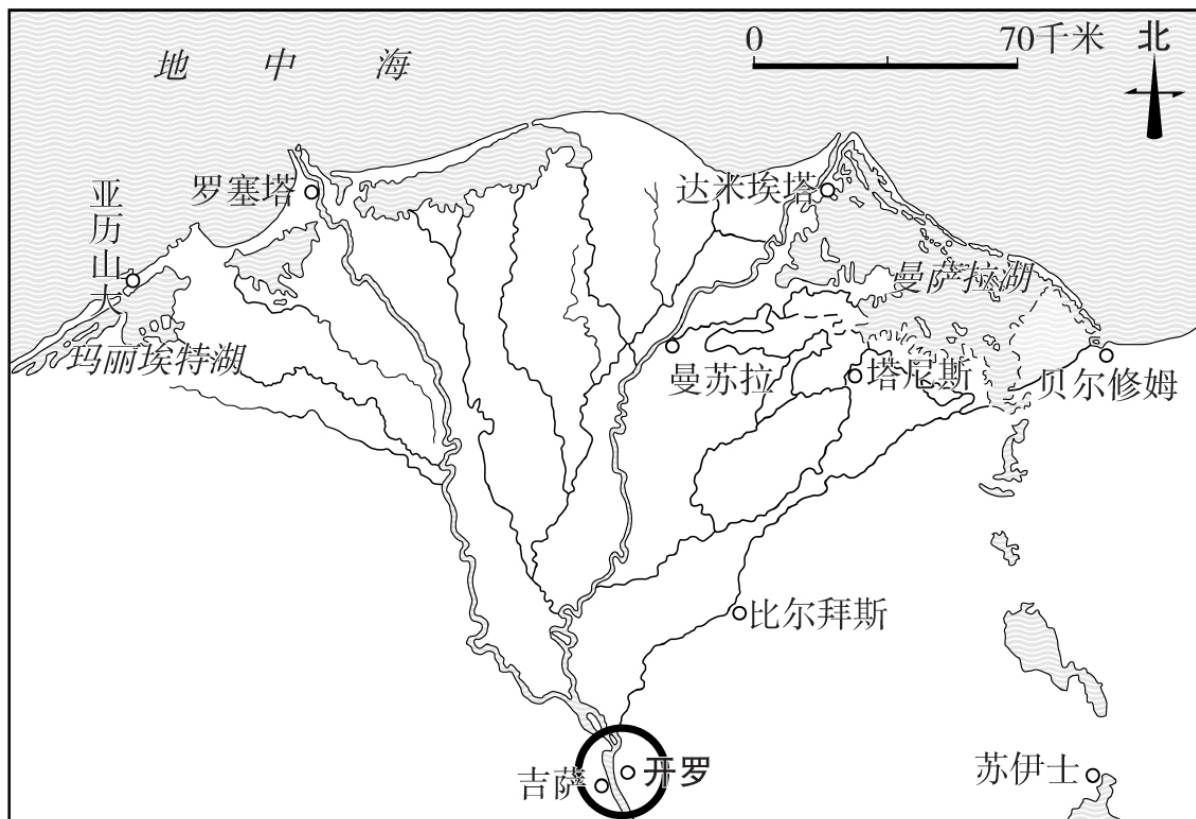 地中海
0
70千米
北
罗塞塔
达米埃塔
亚历山大
曼萨拉湖
玛丽埃特湖
曼苏拉
塔尼斯
贝尔修姆
比尔拜斯
吉萨
开罗
苏伊士